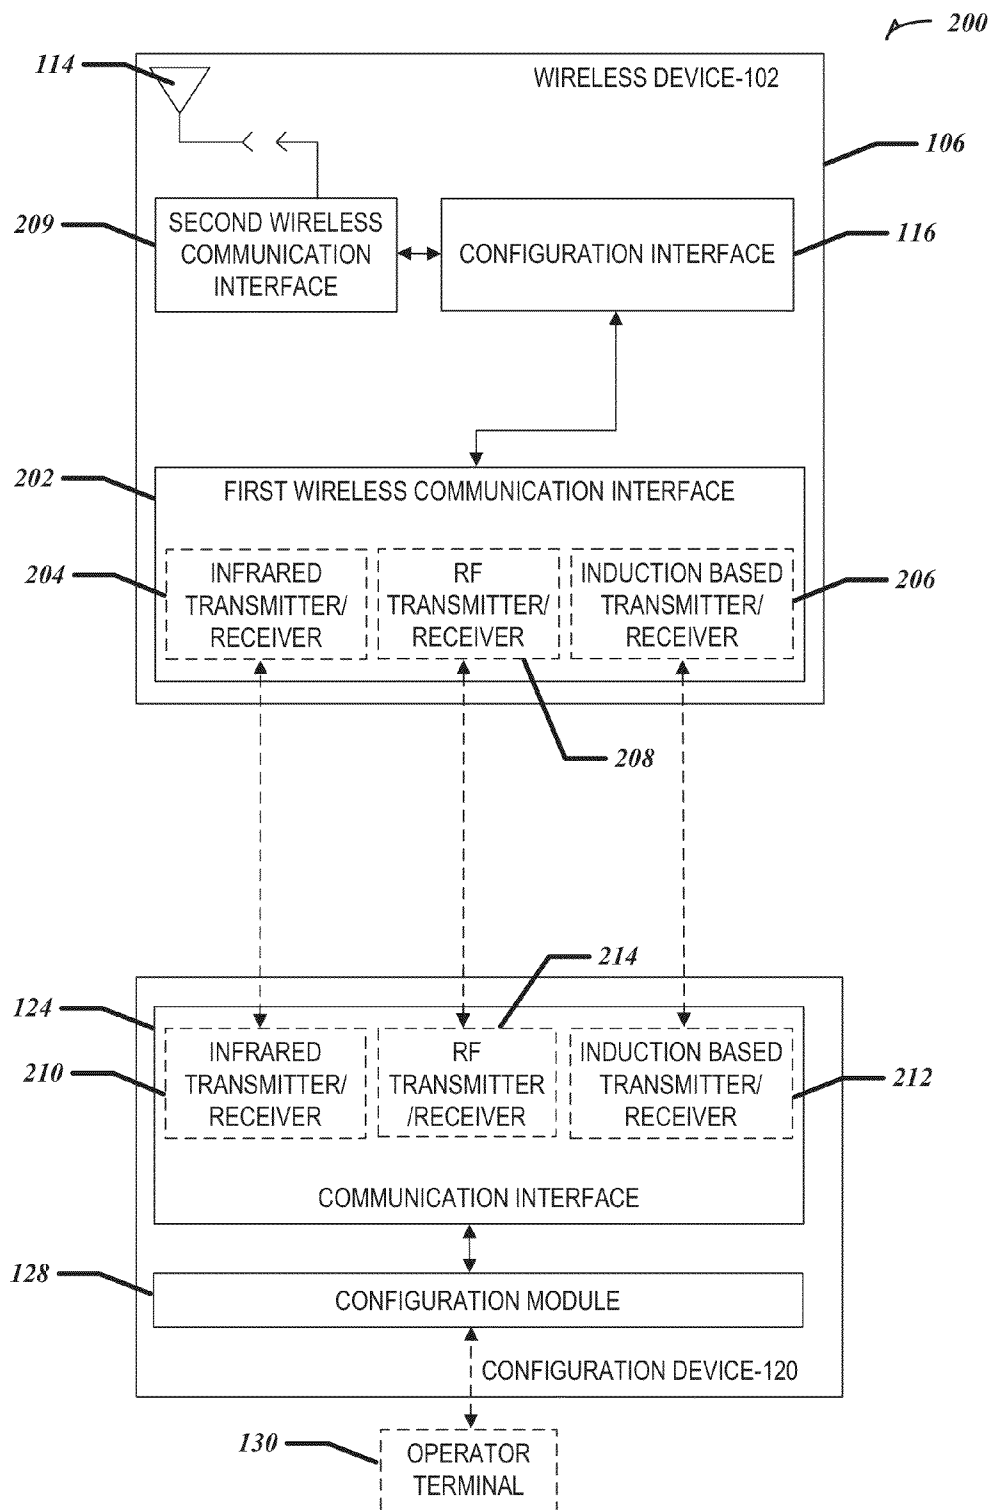 200
114
WIRELESS DEVICE-102
106
209
SECOND WIRELESS
COMMUNICATION
INTERFACE
CONFIGURATION INTERFACE
116
202
FIRST WIRELESS COMMUNICATION INTERFACE
204
INFRARED
TRANSMITTER/
RECEIVER
RF
TRANSMITTER/
RECEIVER
INDUCTION BASED
TRANSMITTER/
RECEIVER
206
208
214
124
210
INFRARED
TRANSMITTER/
RECEIVER
RF
TRANSMITTER
/RECEIVER
INDUCTION BASED
TRANSMITTER/
RECEIVER
212
COMMUNICATION INTERFACE
128
CONFIGURATION MODULE
CONFIGURATION DEVICE-120
130
OPERATOR
TERMINAL